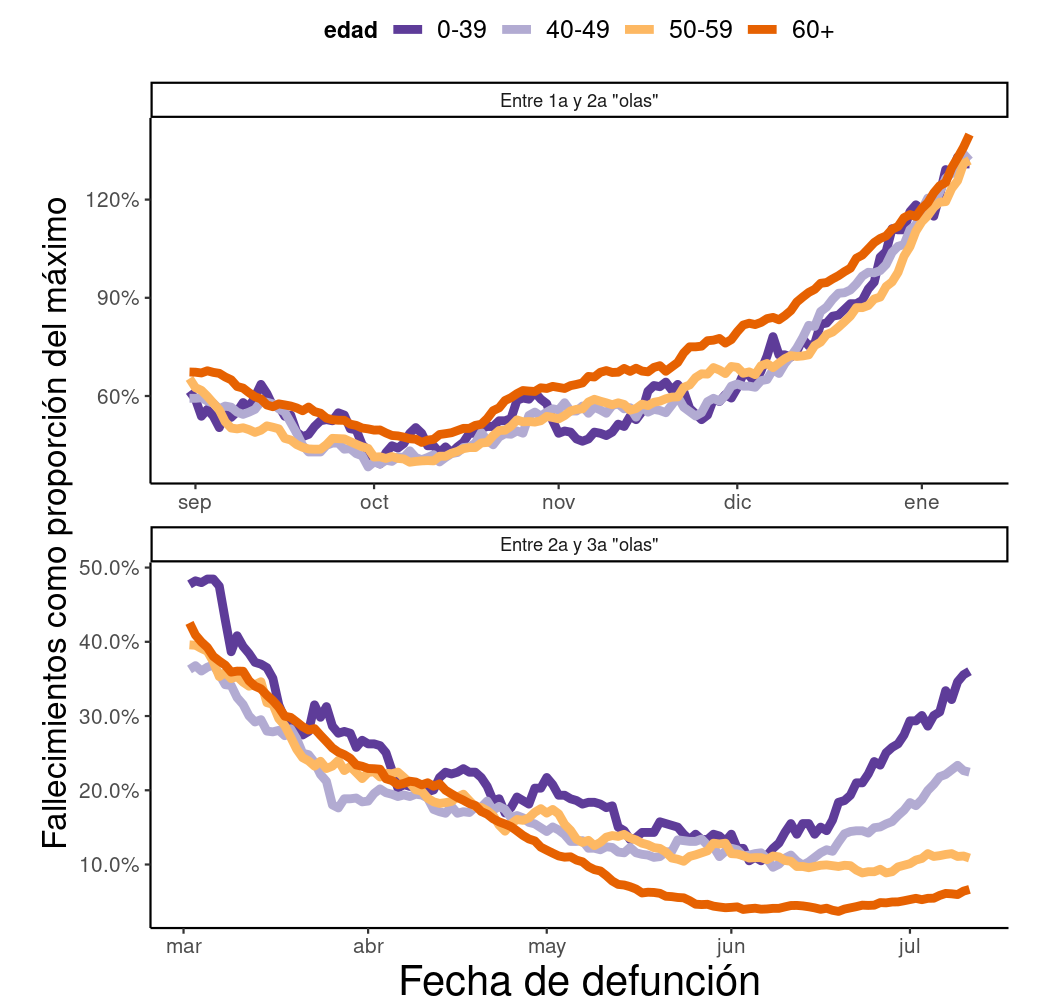 edad 0-39 40-49 50-59 60+
Entre 1a y 2a "olas"
120%
90%
60%
sep oct nov dic ene
Entre 2a y 3a "olas"
50.0%
40.0%
30.0%
20.0%
10.0%
mar abr may jun jul
Fallecimientos como proporción del máximo
Fecha de defunción